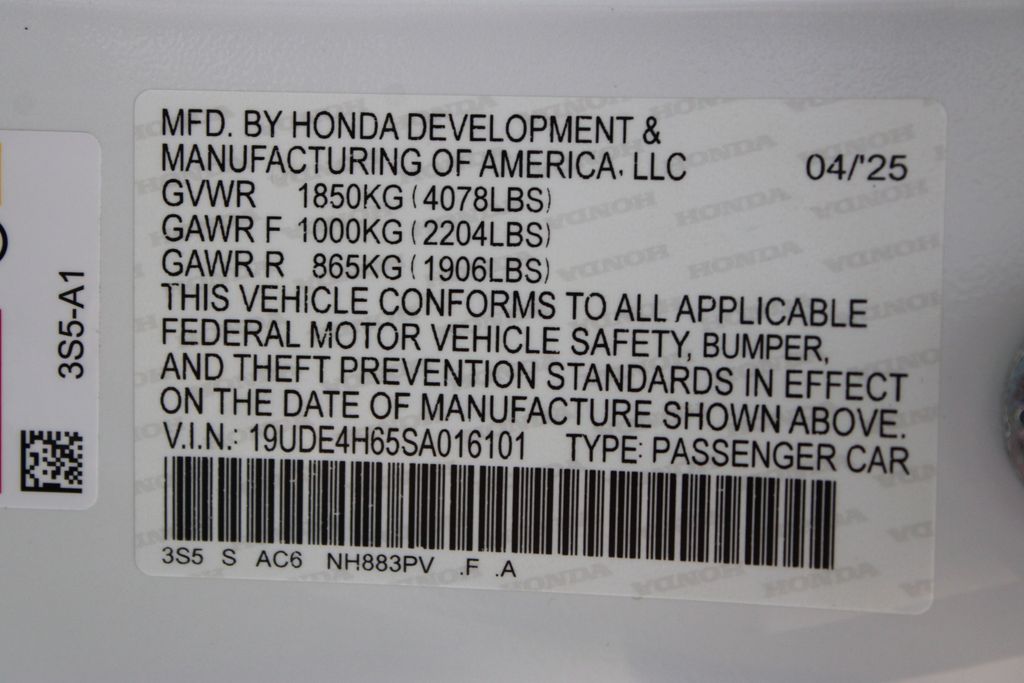 MFD. BY HONDA DEVELOPMENT &
MANUFACTURING OF AMERICA, LLC 04/'25
GVWR 1850KG (4078LBS)
GAWR F 1000KG (2204LBS)
GAWR R 865KG (1906LBS)
THIS VEHICLE CONFORMS TO ALL APPLICABLE
FEDERAL MOTOR VEHICLE SAFETY, BUMPER,
AND THEFT PREVENTION STANDARDS IN EFFECT
ON THE DATE OF MANUFACTURE SHOWN ABOVE.
V.I.N.: 19UDE4H65SA016101 TYPE: PASSENGER CAR
3S5 S AC6 NH883PV .F .A
3S5-A1